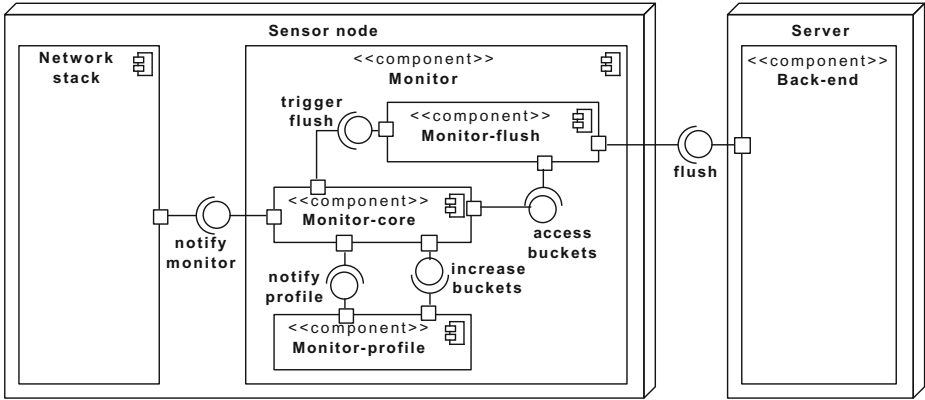 Sensor node
Server
Network
stack
<<component>>
Monitor
<<component>>
Back-end
trigger
flush
<<component>>
Monitor-flush
flush
<<component>>
Monitor-core
notify
monitor
access
buckets
notify
profile
increase
buckets
<<component>>
Monitor-profile